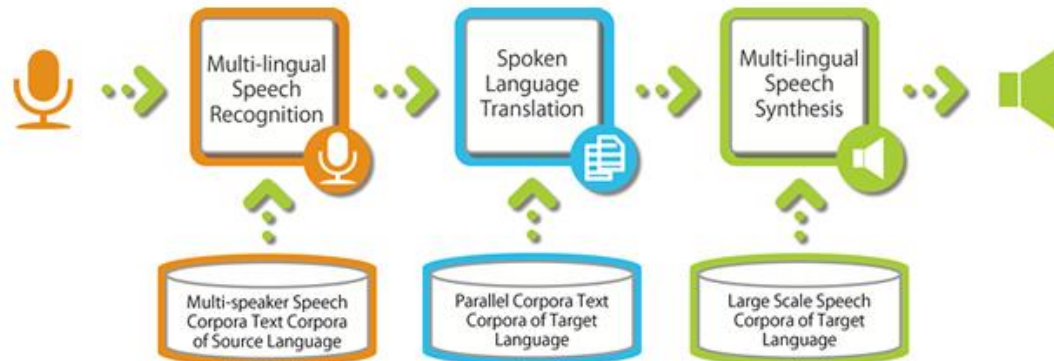 Multi-lingual
Speech
Recognition
Spoken
Language
Translation
Multi-lingual
Speech
Synthesis
Multi-speaker Speech
Corpora Text Corpora
of Source Language
Parallel Corpora Text
Corpora of Target
Language
Large Scale Speech
Corpora of Target
Language